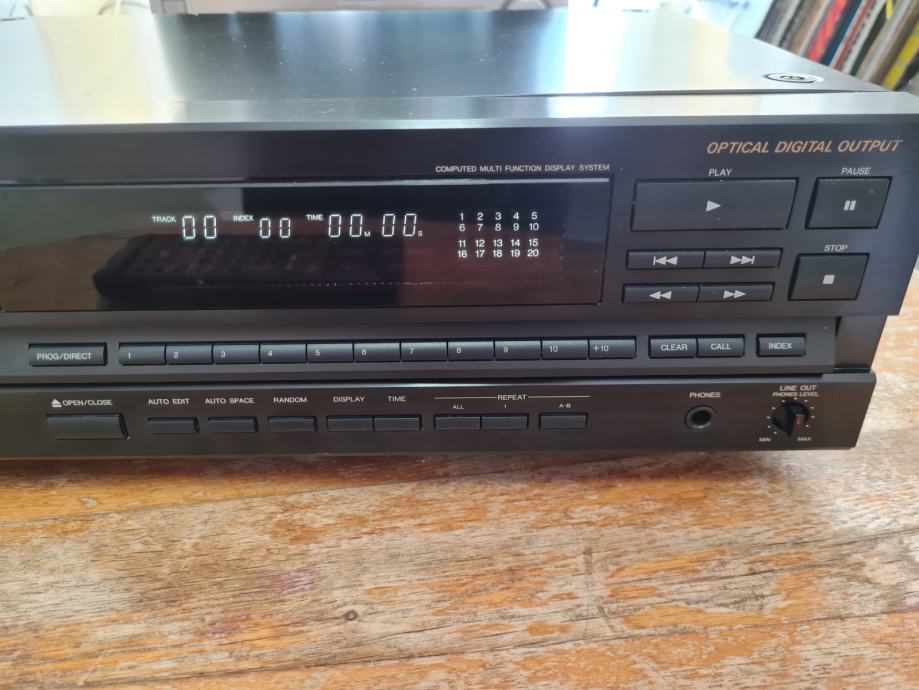 OPTICAL DIGITAL OUTPUT
COMPUTED MULTI FUNCTION DISPLAY SYSTEM
PLAY
PAUSE
TRACK 00 INDEX 00 TIME 00M 00S
1 2 3 4 5
6 7 8 9 10
11 12 13 14 15
16 17 18 19 20
STOP
PROG/DIRECT 1 2 3 4 5 6 7 8 9 10 +10 CLEAR CALL INDEX
OPEN/CLOSE AUTO EDIT AUTO SPACE RANDOM DISPLAY TIME
REPEAT
ALL 1 A-B
PHONES
LINE OUT
PHONES LEVEL
MIN MAX